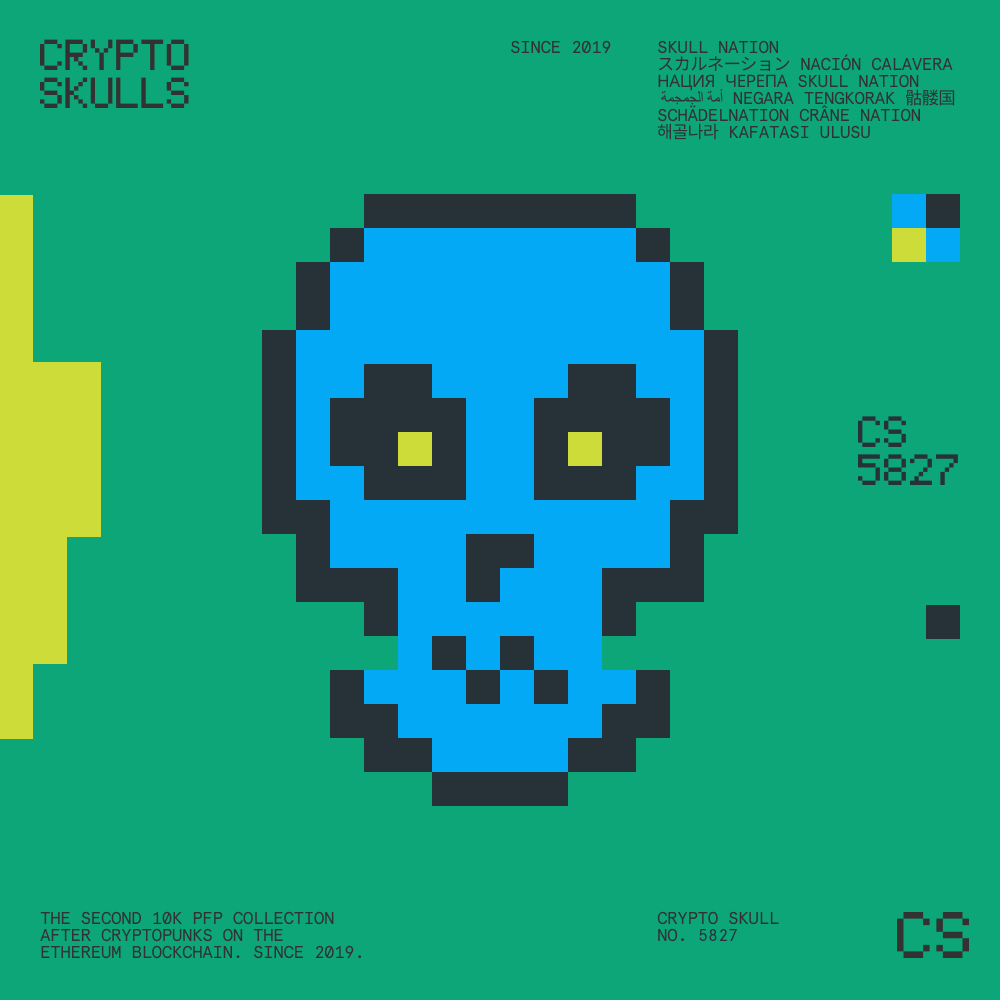 CRYPTO
SKULLS
SINCE 2019
SKULL NATION
スカルネーション NACIÓN CALAVERA
НАЦИЯ ЧЕРЕПА SKULL NATION
أمة الجمجمة NEGARA TENGKORAK 骷髅国
SCHÄDELNATION CRÂNE NATION
해골나라 KAFATASI ULUSU
CS
5827
THE SECOND 10K PFP COLLECTION
AFTER CRYPTOPUNKS ON THE
ETHEREUM BLOCKCHAIN. SINCE 2019.
CRYPTO SKULL
NO. 5827
CS